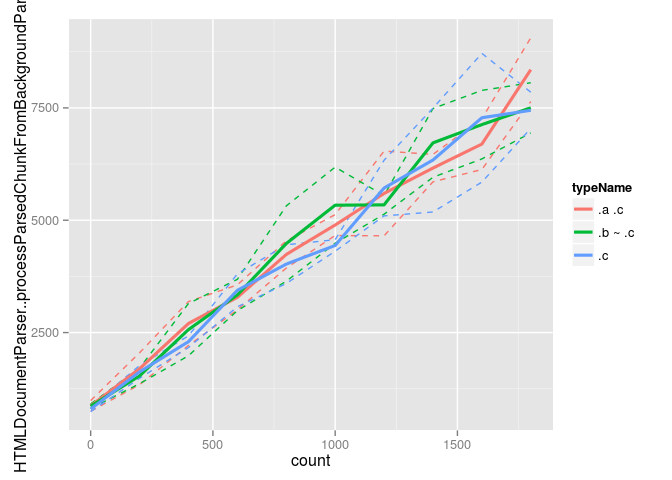 HTMLDocumentParser..processParsedChunkFromBackgroundPar
7500
5000
2500
0
500
1000
1500
count
typeName
.a .c
.b ~ .c
.c